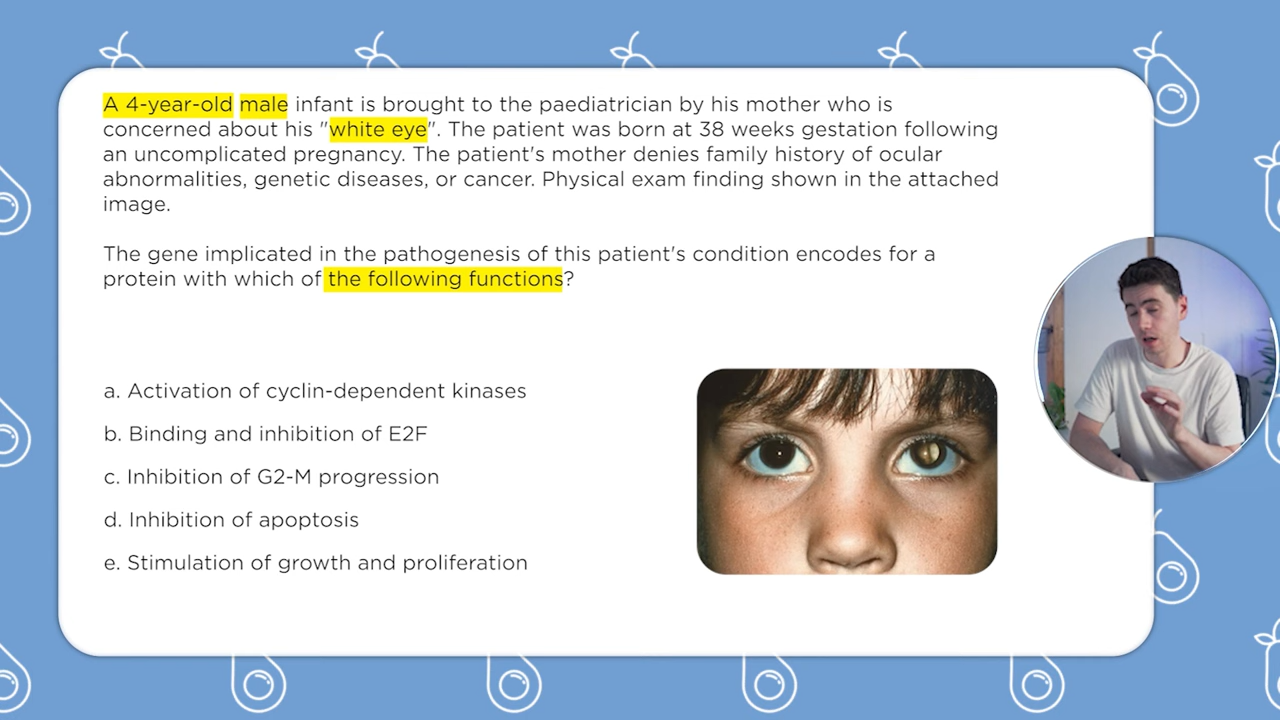 A 4-year-old male infant is brought to the paediatrician by his mother who is
concerned about his "white eye". The patient was born at 38 weeks gestation following
an uncomplicated pregnancy. The patient's mother denies family history of ocular
abnormalities, genetic diseases, or cancer. Physical exam finding shown in the attached
image.
The gene implicated in the pathogenesis of this patient's condition encodes for a
protein with which of the following functions?
a. Activation of cyclin-dependent kinases
b. Binding and inhibition of E2F
c. Inhibition of G2-M progression
d. Inhibition of apoptosis
e. Stimulation of growth and proliferation